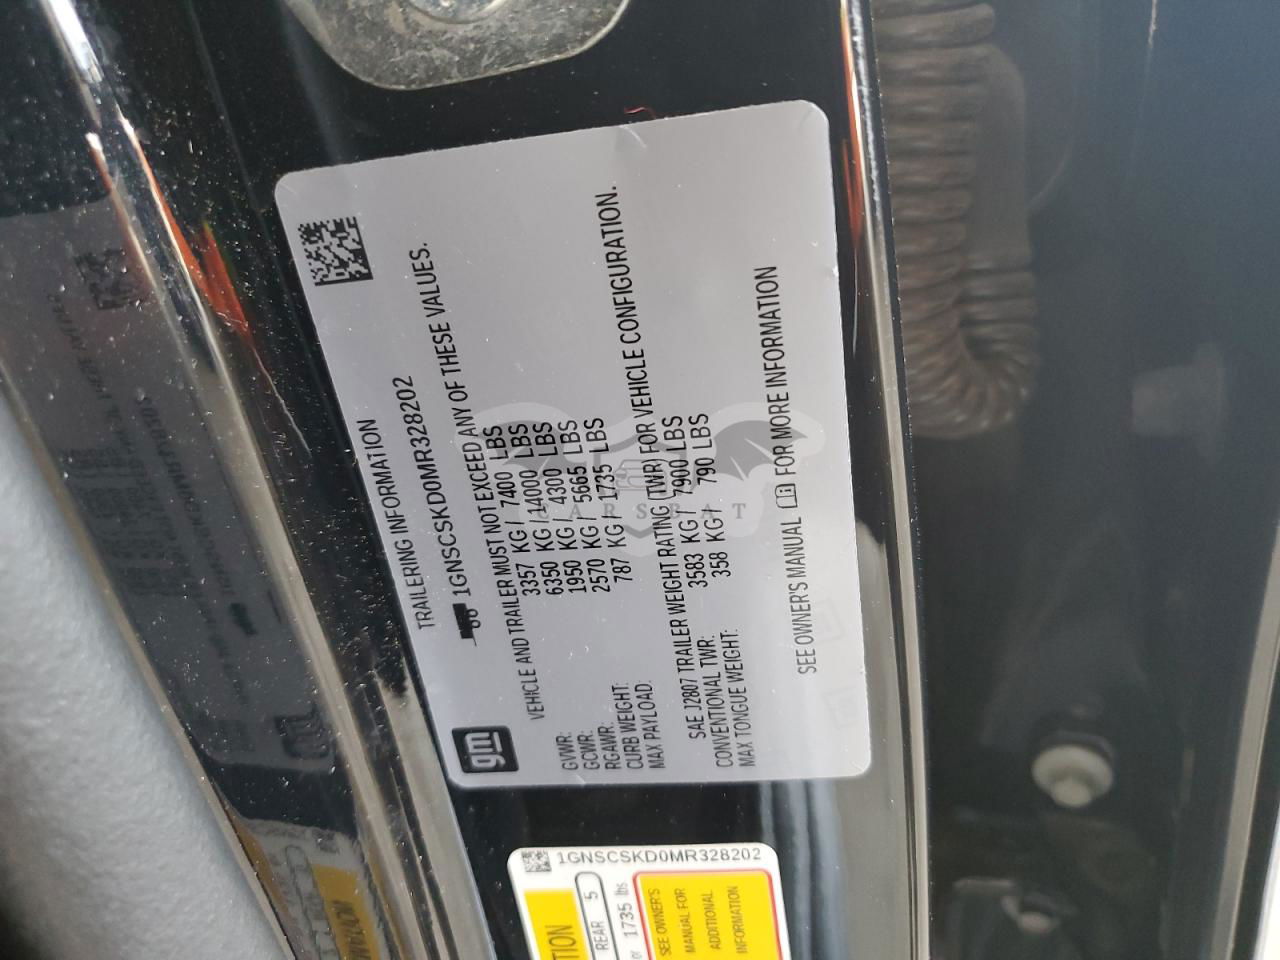 TRAILERING INFORMATION
1GNSCSKD0MR328202
gm
VEHICLE AND TRAILER MUST NOT EXCEED ANY OF THESE VALUES.
GVWR: 3357 KG / 7400 LBS
GCWR: 6350 KG /14000 LBS
RGAWR: 1950 KG / 4300 LBS
CURB WEIGHT: 2570 KG / 5665 LBS
MAX PAYLOAD: 787 KG / 1735 LBS
SAE J2807 TRAILER WEIGHT RATING (TWR) FOR VEHICLE CONFIGURATION.
CONVENTIONAL TWR: 3583 KG / 7900 LBS
MAX TONGUE WEIGHT: 358 KG / 790 LBS
SEE OWNER'S MANUAL FOR MORE INFORMATION
CARSEAT
1GNSCSKD0MR328202
REAR 5
or 1735 lbs
SEE OWNER'S
MANUAL FOR
ADDITIONAL
INFORMATION